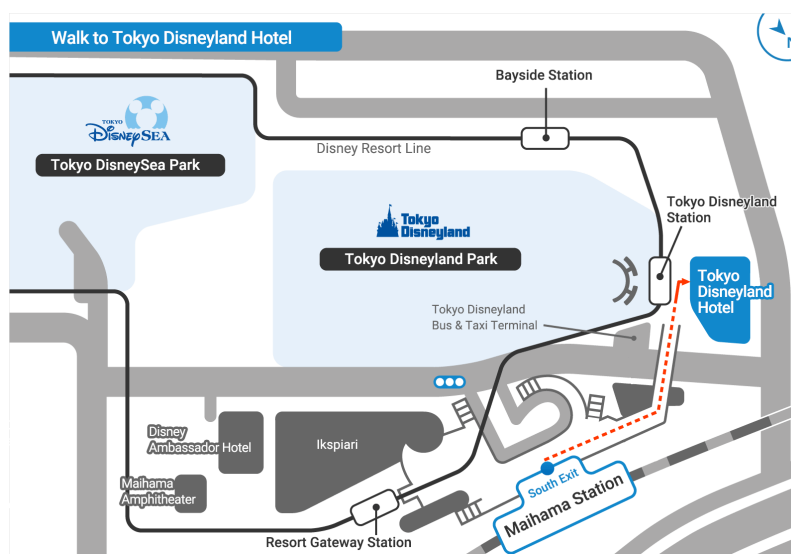 Walk to Tokyo Disneyland Hotel
N
Bayside Station
TOKYO
DISNEYSEA
Tokyo DisneySea Park
Disney Resort Line
Tokyo
Disneyland
Tokyo Disneyland Park
Tokyo Disneyland
Station
Tokyo
Disneyland
Hotel
Tokyo Disneyland
Bus & Taxi Terminal
Disney
Ambassador Hotel
Ikspiari
Maihama
Amphitheater
South Exit
Maihama Station
Resort Gateway Station